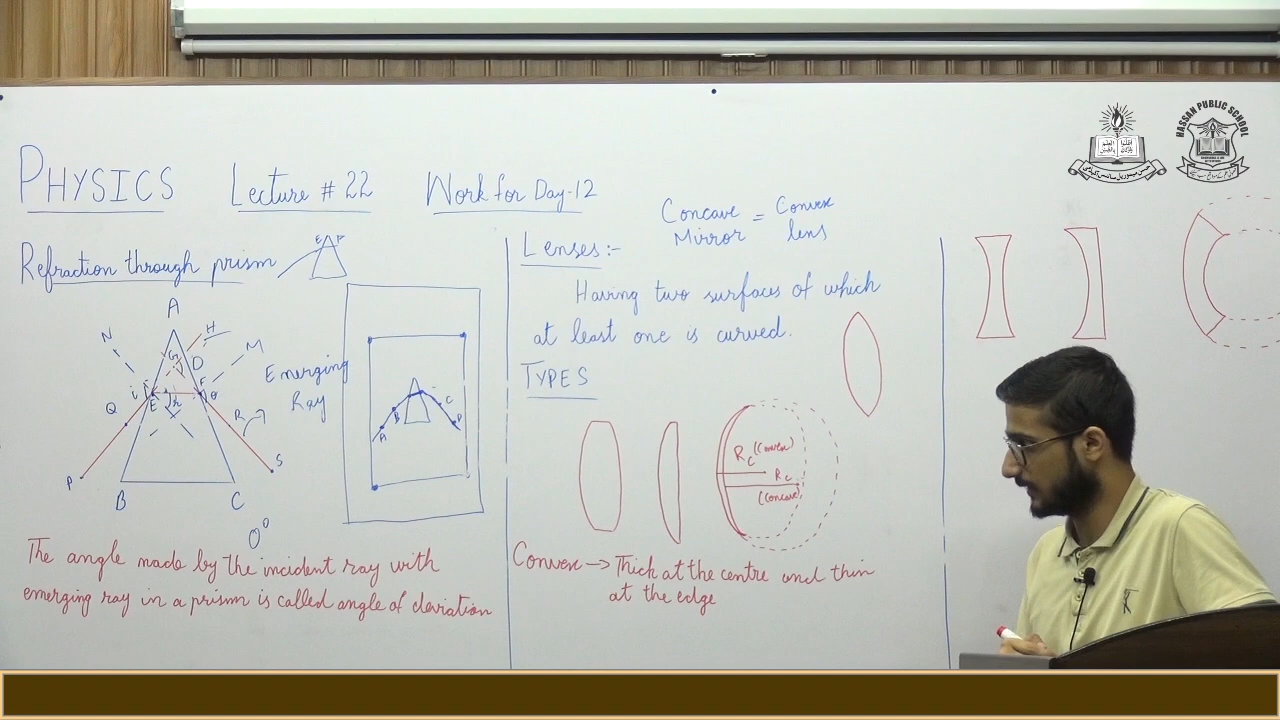 PHYSICS Lecture # 22 Work for Day-12
Refraction through prism
E F
A
N H
G D M
i E r F e
Q R
P S
B C
Emerging
Ray
A B C P
0°
The angle made by the incident ray with
emerging ray in a prism is called angle of deviation
Concave = Convex
Mirror lens
Lenses:-
Having two surfaces of which
at least one is curved.
TYPES
Rc (Convex)
Rc
(Concave)
Convex → Thick at the centre and thin
at the edge
HASSAN PUBLIC SCHOOL